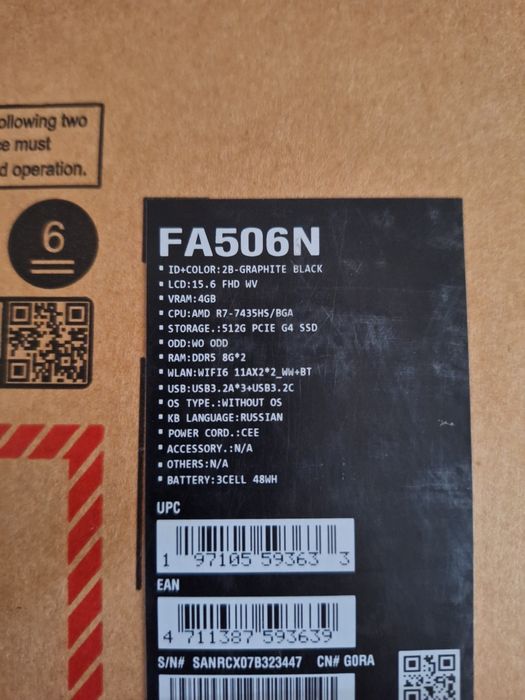 ollowing two
ce must
d operation.
6
FA506N
ID+COLOR:2B-GRAPHITE BLACK
LCD:15.6 FHD WV
VRAM:4GB
CPU:AMD R7-7435HS/BGA
STORAGE.:512G PCIE G4 SSD
ODD:WO ODD
RAM:DDR5 8G*2
WLAN:WIFI6 11AX2*2_WW+BT
USB:USB3.2A*3+USB3.2C
OS TYPE.:WITHOUT OS
KB LANGUAGE:RUSSIAN
POWER CORD.:CEE
ACCESSORY.:N/A
OTHERS:N/A
BATTERY:3CELL 48WH
UPC
1 97105 59363 3
EAN
4 711387 593639
S/N# SANRCX07B323447 CN# G0RA